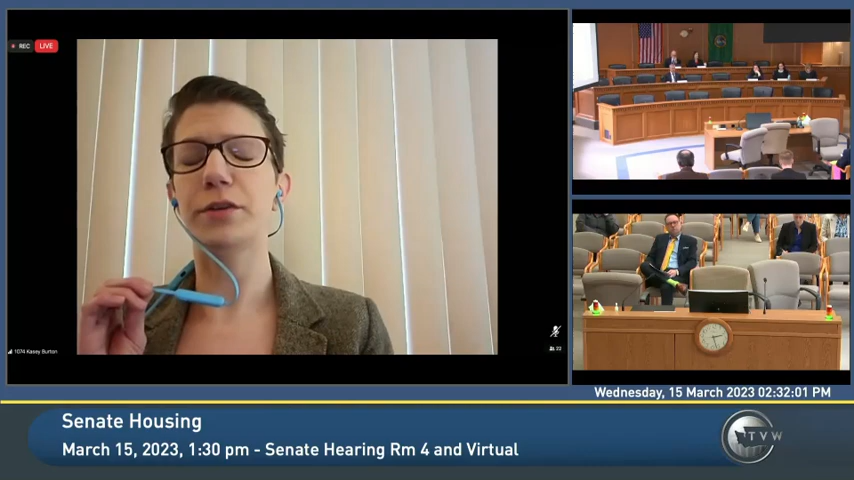 REC LIVE
1074 Kasey Burton
22
Wednesday, 15 March 2023 02:32:01 PM
Senate Housing
March 15, 2023, 1:30 pm - Senate Hearing Rm 4 and Virtual
TVW